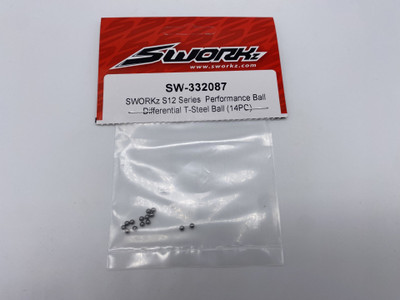 SWORKz
www.sworkz.com
SW-332087
SWORKz S12 Series Performance Ball
Differential T-Steel Ball (14PC)